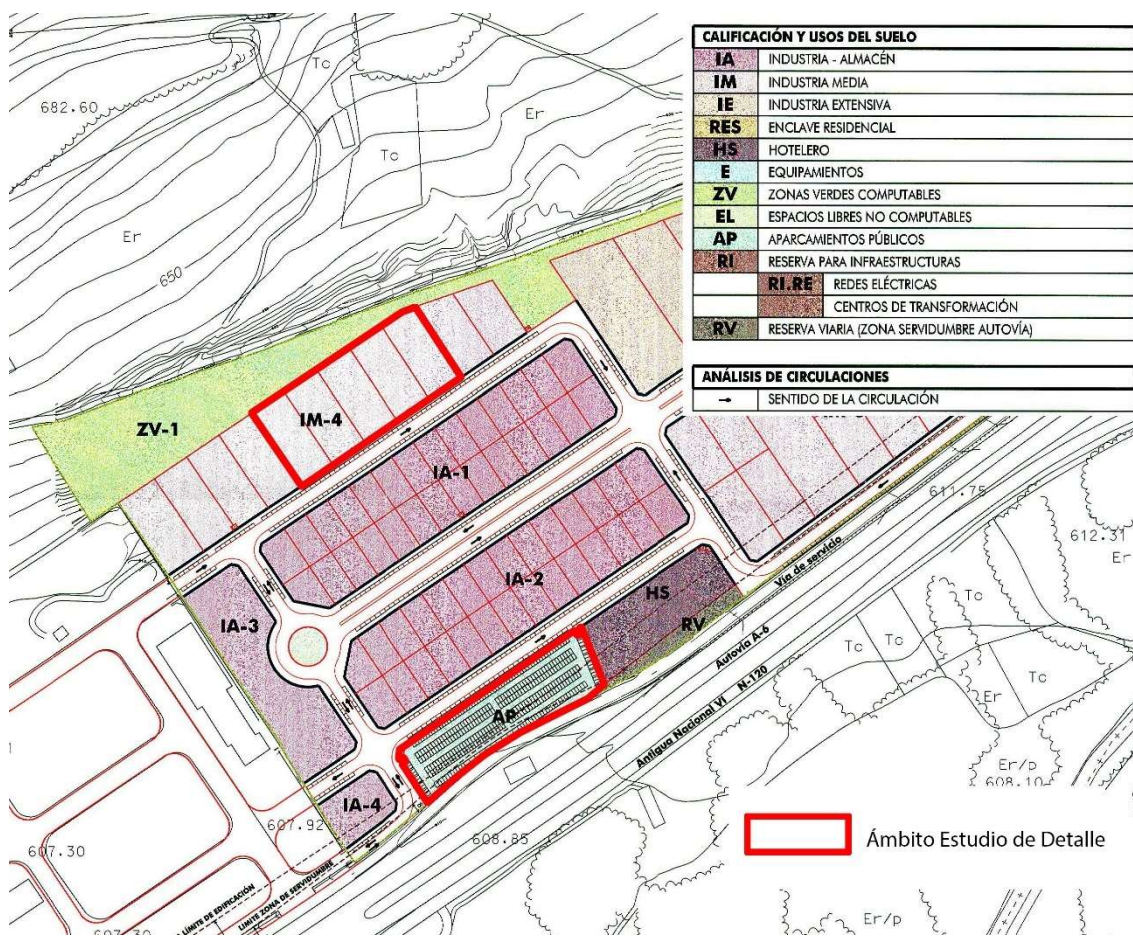 CALIFICACIÓN Y USOS DEL SUELO
IA INDUSTRIA - ALMACÉN
IM INDUSTRIA MEDIA
IE INDUSTRIA EXTENSIVA
RES ENCLAVE RESIDENCIAL
HS HOTELERO
E EQUIPAMIENTOS
ZV ZONAS VERDES COMPUTABLES
EL ESPACIOS LIBRES NO COMPUTABLES
AP APARCAMIENTOS PÚBLICOS
RI RESERVA PARA INFRAESTRUCTURAS
RI.RE REDES ELÉCTRICAS
CENTROS DE TRANSFORMACIÓN
RV RESERVA VIARIA (ZONA SERVIDUMBRE AUTOVÍA)
ANÁLISIS DE CIRCULACIONES
SENTIDO DE LA CIRCULACIÓN
Tc
682.60
Er
Tc
Er
650
ZV-1
IM-4
IA-1
611.75
612.31
Er
IA-2
Vía de servicio
HS
RV
Tc
IA-3
Autovía A-6
Tc
Tc
Er
AP
Antigua Nacional VI N-120
Er/p
608.10
IA-4
607.92
608.85
607.30
Ámbito Estudio de Detalle
LÍMITE DE EDIFICACIÓN
LIMITE ZONA DE SERVIDUMBRE
Er/p